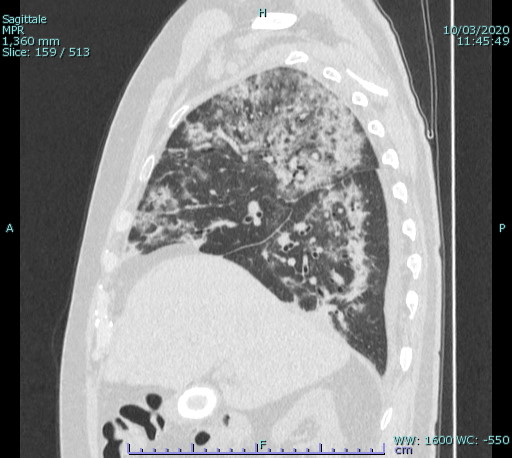 Sagittale
MPR
1,360 mm
Slice: 159 / 513
H
10/03/2020
11:45:49
A
P
F
WW: 1600 WC: -550
cm